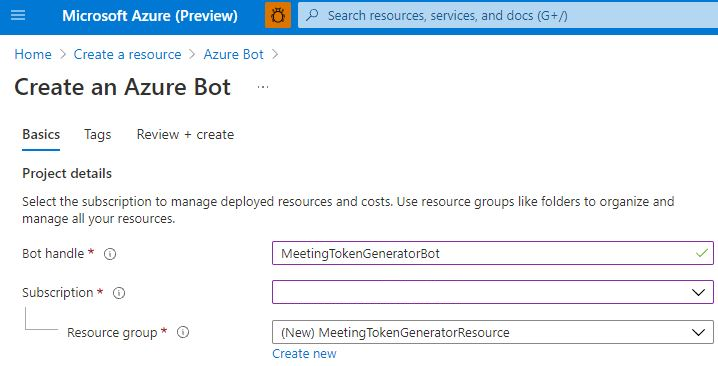 Microsoft Azure (Preview)
Search resources, services, and docs (G+/)
Home > Create a resource > Azure Bot >
Create an Azure Bot ...
Basics Tags Review + create
Project details
Select the subscription to manage deployed resources and costs. Use resource groups like folders to organize and
manage all your resources.
Bot handle * MeetingTokenGeneratorBot
Subscription *
Resource group * (New) MeetingTokenGeneratorResource
Create new